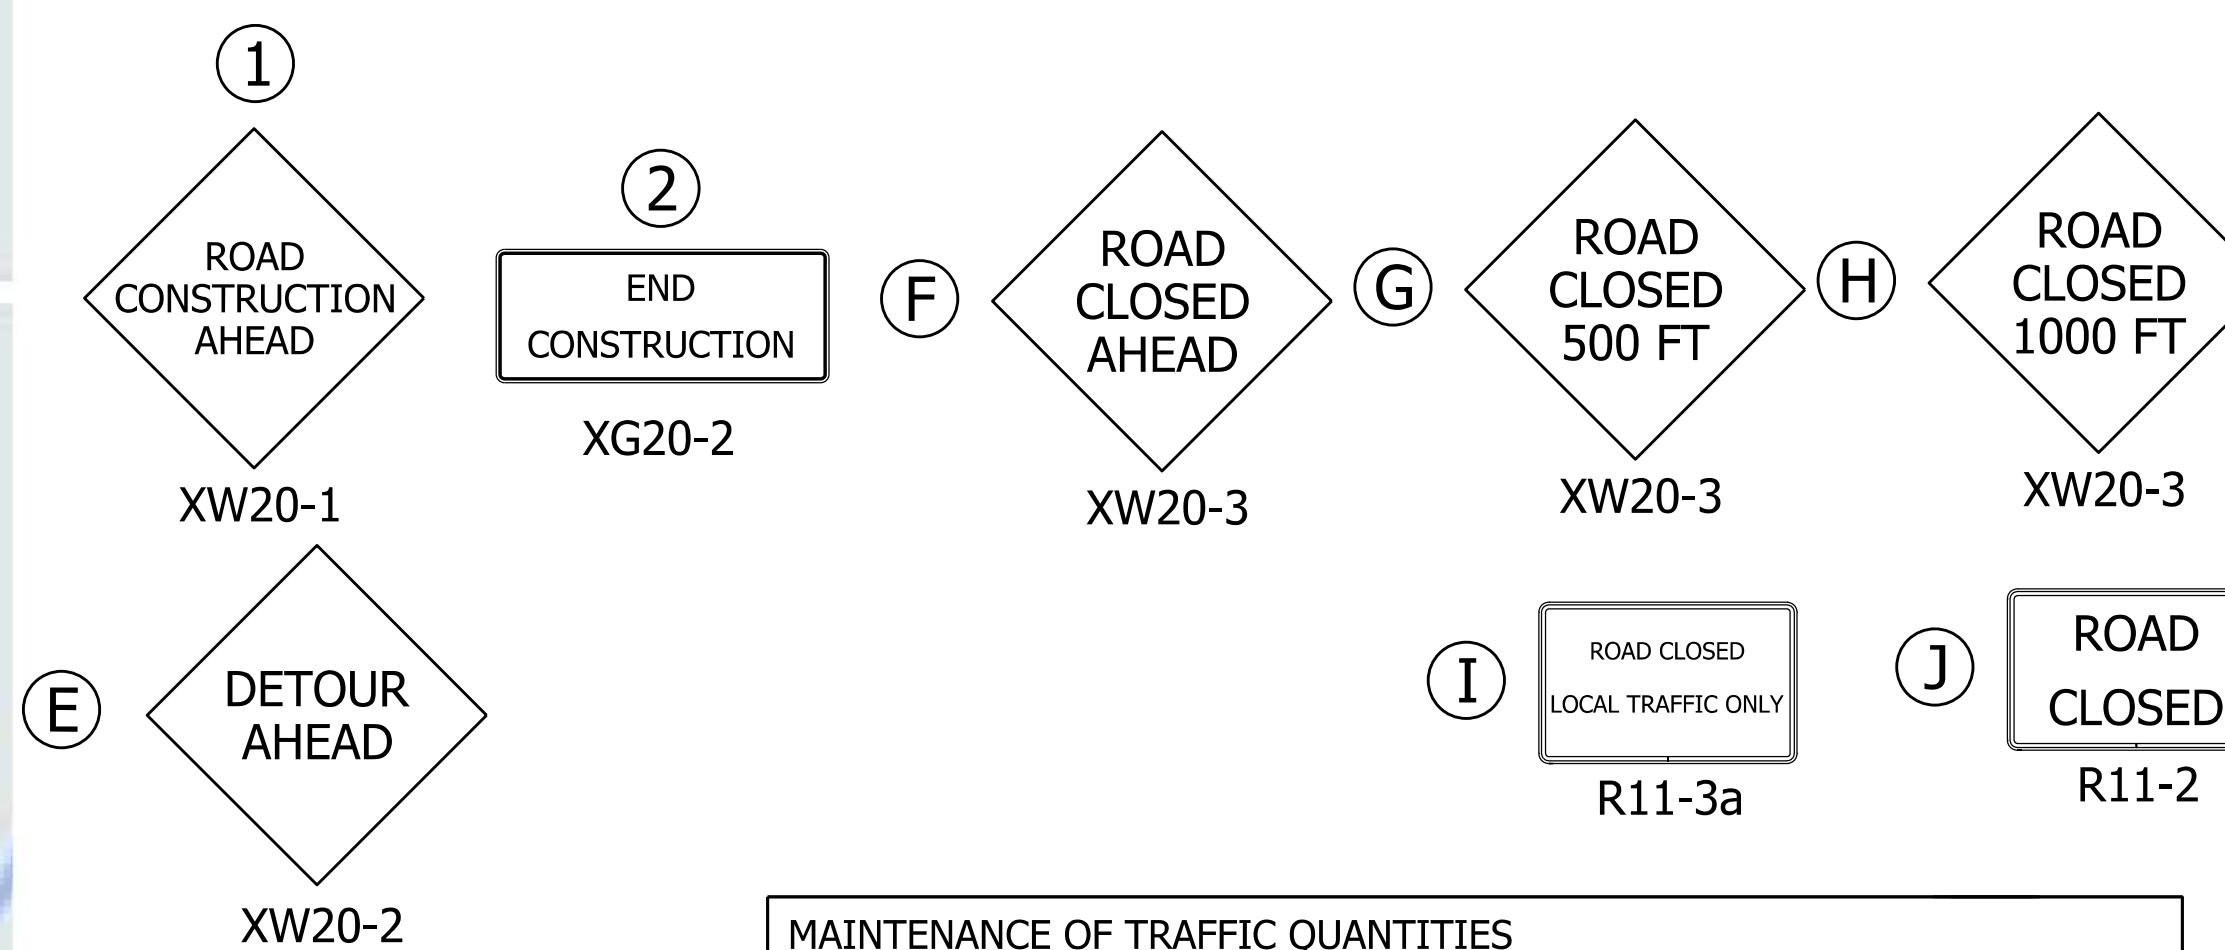 1
ROAD
CONSTRUCTION
AHEAD
XW20-1
2
END
CONSTRUCTION
XG20-2
F
ROAD
CLOSED
AHEAD
XW20-3
G
ROAD
CLOSED
500 FT
XW20-3
H
ROAD
CLOSED
1000 FT
XW20-3
E
DETOUR
AHEAD
XW20-2
I
ROAD CLOSED
LOCAL TRAFFIC ONLY
R11-3a
J
ROAD
CLOSED
R11-2
MAINTENANCE OF TRAFFIC QUANTITIES